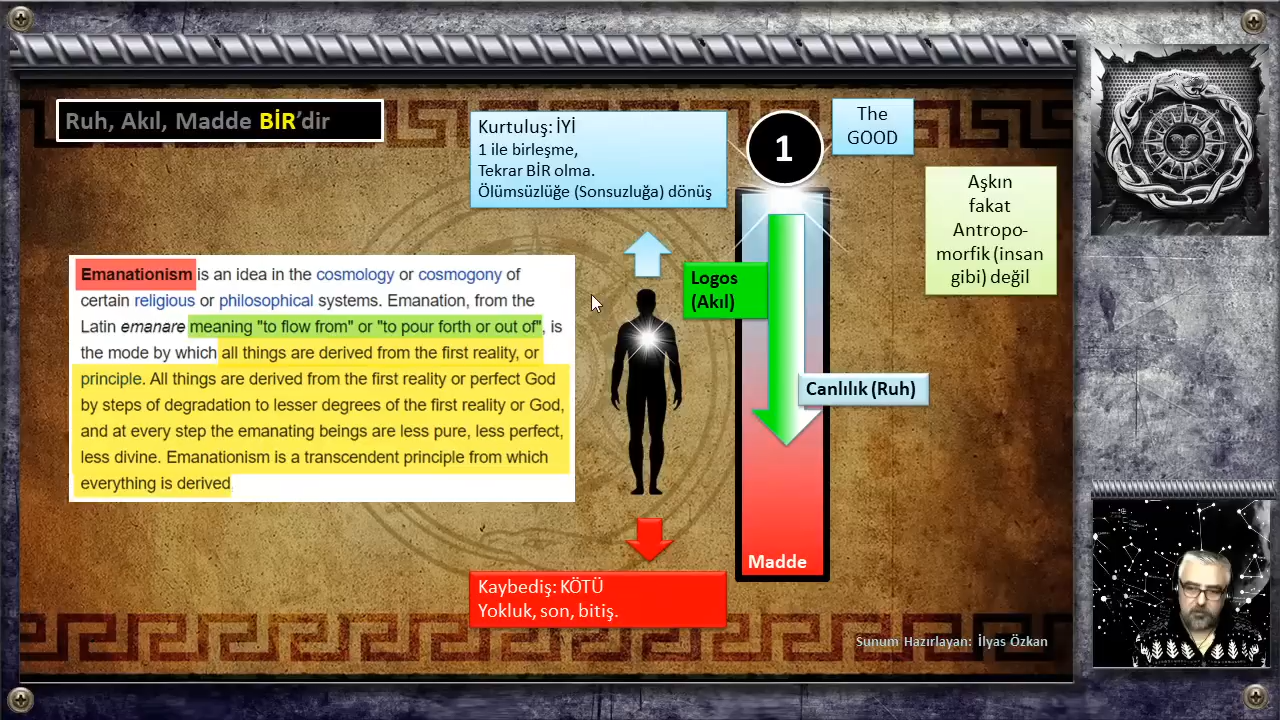 Ruh, Akıl, Madde BİR’dir
Kurtuluş: İYİ
1 ile birleşme,
Tekrar BİR olma.
Ölümsüzlüğe (Sonsuzluğa) dönüş
1
The
GOOD
Aşkın
fakat
Antropo-
morfik (insan
gibi) değil
Emanationism is an idea in the cosmology or cosmogony of
certain religious or philosophical systems. Emanation, from the
Latin emanare meaning "to flow from" or "to pour forth or out of", is
the mode by which all things are derived from the first reality, or
principle. All things are derived from the first reality or perfect God
by steps of degradation to lesser degrees of the first reality or God,
and at every step the emanating beings are less pure, less perfect,
less divine. Emanationism is a transcendent principle from which
everything is derived
Logos
(Akıl)
Canlılık (Ruh)
Madde
Kaybediş: KÖTÜ
Yokluk, son, bitiş.
Sunum Hazırlayan: İlyas Özkan